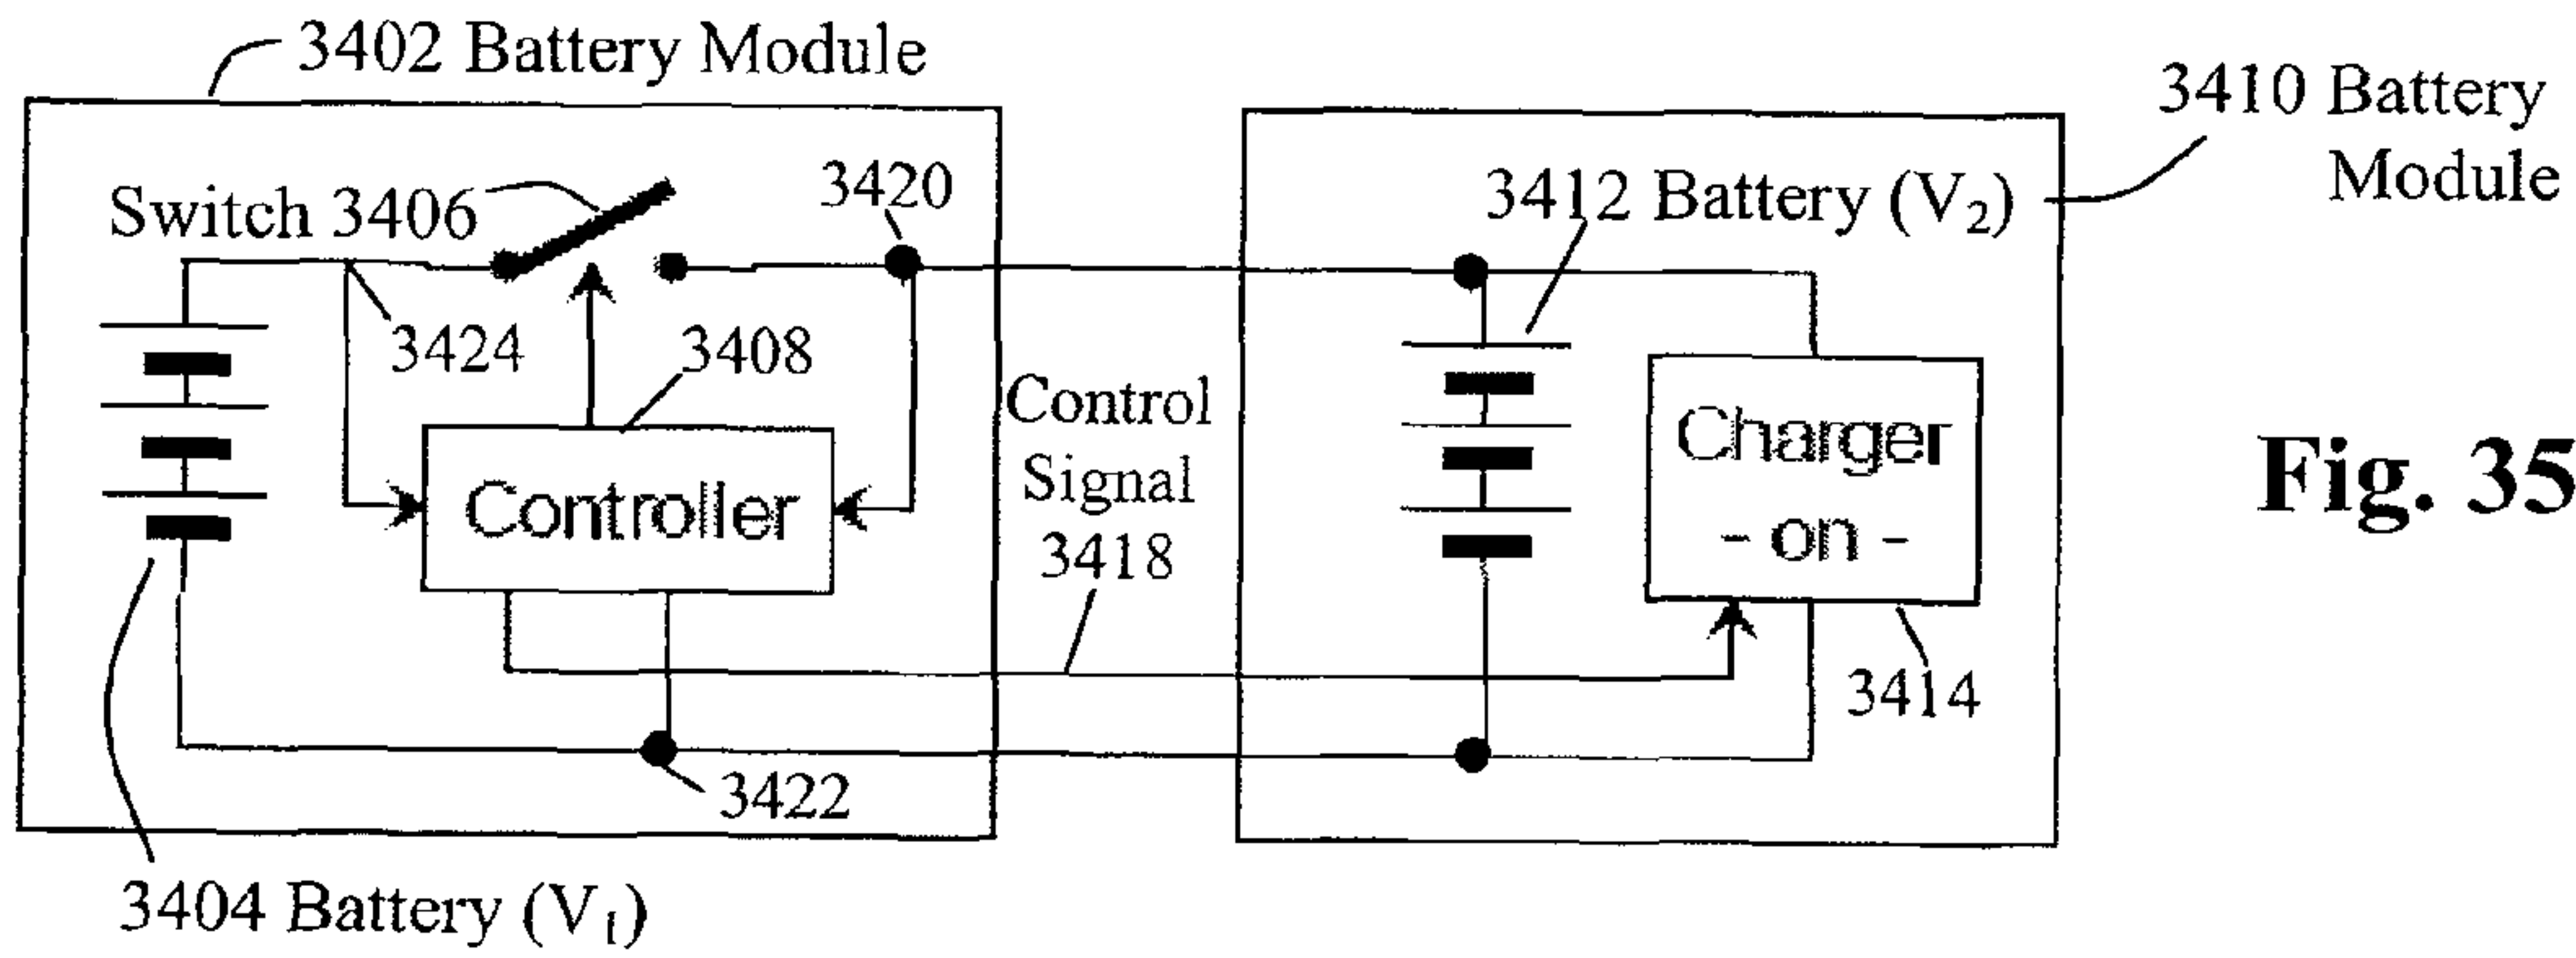 3402 Battery Module
3410 Battery
Module
Switch 3406
3420
3412 Battery (V2)
3424
3408
Control
Signal
3418
Controller
Charger
- on -
Fig. 35
3414
3422
3404 Battery (V1)